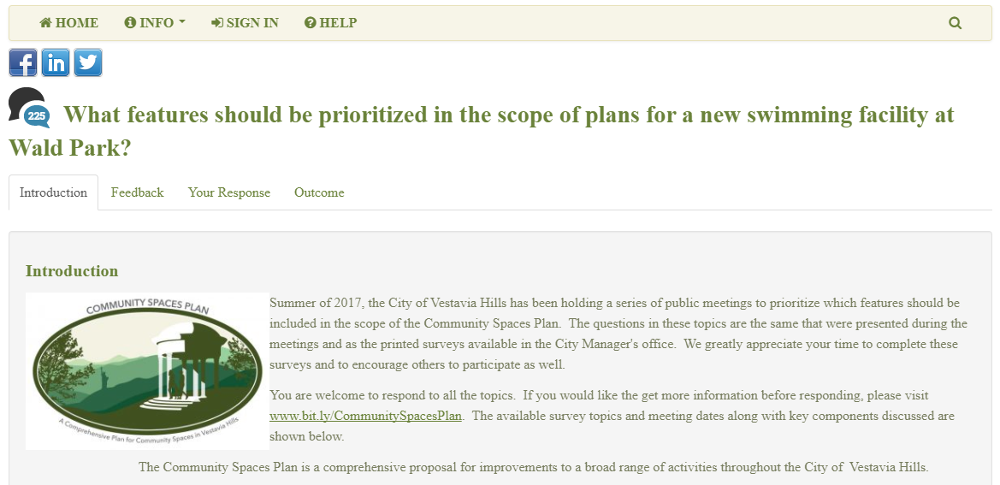 HOME INFO SIGN IN HELP
225
What features should be prioritized in the scope of plans for a new swimming facility at
Wald Park?
Introduction Feedback Your Response Outcome
Introduction
COMMUNITY SPACES PLAN
A Comprehensive Plan for Community Spaces in Vestavia Hills
Summer of 2017, the City of Vestavia Hills has been holding a series of public meetings to prioritize which features should be
included in the scope of the Community Spaces Plan.  The questions in these topics are the same that were presented during the
meetings and as the printed surveys available in the City Manager's office.  We greatly appreciate your time to complete these
surveys and to encourage others to participate as well.
You are welcome to respond to all the topics.  If you would like the get more information before responding, please visit
www.bit.ly/CommunitySpacesPlan.  The available survey topics and meeting dates along with key components discussed are
shown below.
The Community Spaces Plan is a comprehensive proposal for improvements to a broad range of activities throughout the City of  Vestavia Hills.